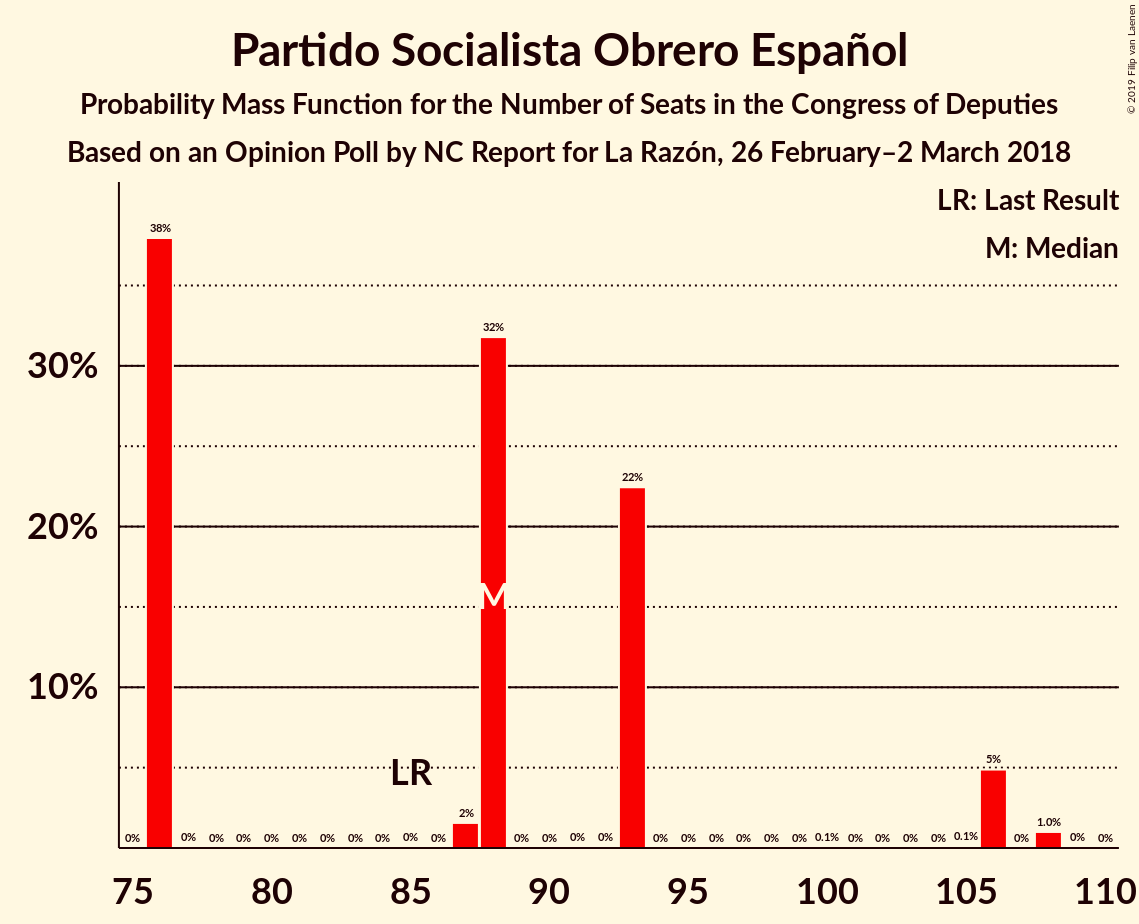 Partido Socialista Obrero Español
Probability Mass Function for the Number of Seats in the Congress of Deputies
Based on an Opinion Poll by NC Report for La Razón, 26 February–2 March 2018
© 2019 Filip van Laenen
LR: Last Result
M: Median
38%
32%
30%
22%
20%
M
10%
LR
5%
2%
1.0%
0% 0% 0% 0% 0% 0% 0% 0% 0% 0% 0% 0% 0% 0% 0% 0% 0% 0% 0% 0.1% 0% 0% 0% 0% 0.1% 0% 0% 0%
75 80 85 90 95 100 105 110